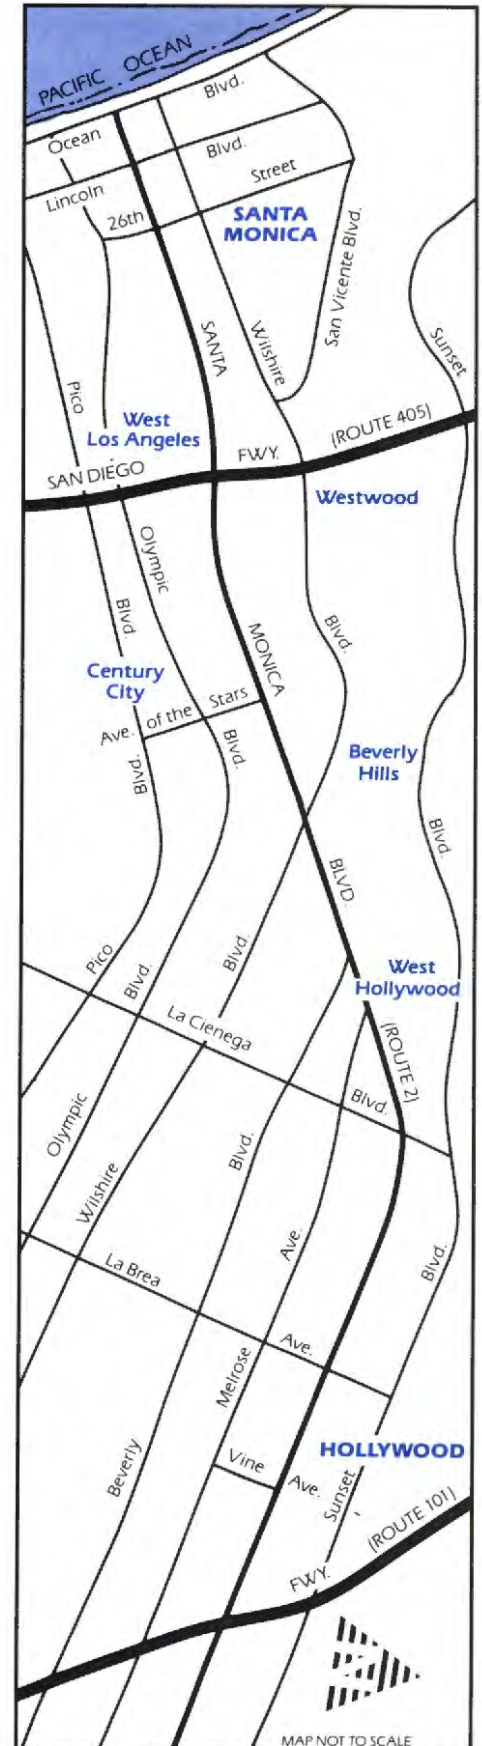 PACIFIC OCEAN
Ocean
Blvd.
Lincoln
Blvd.
26th
Street
SANTA
MONICA
San Vicente Blvd.
SANTA
Wilshire
Sunset
Pico
West
Los Angeles
SAN DIEGO
FWY.
(ROUTE 405)
Westwood
Olympic
Blvd.
MONICA
Blvd.
Century
City
Ave. of the Stars
Blvd.
Blvd.
Beverly
Hills
BLVD.
Blvd.
Pico
Blvd.
Blvd.
West
Hollywood
La Cienega
Blvd.
(ROUTE 2)
Olympic
Wilshire
Blvd.
Ave.
Blvd.
La Brea
Ave.
Melrose
Beverly
Vine
Ave.
HOLLYWOOD
Sunset
FWY.
(ROUTE 101)
MAP NOT TO SCALE